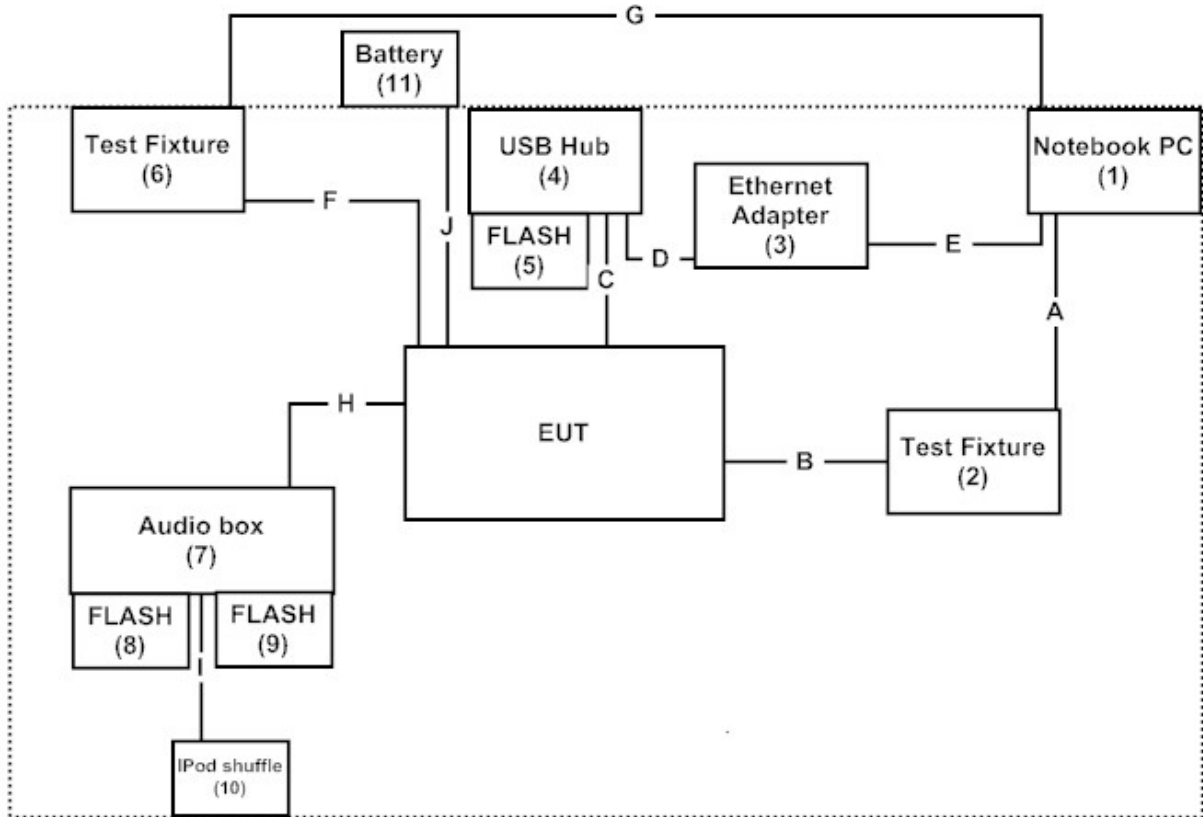 G
Battery
(11)
Test Fixture
(6)
USB Hub
(4)
Notebook PC
(1)
Ethernet
Adapter
(3)
F
J
FLASH
(5)
C
D
E
A
H
EUT
B
Test Fixture
(2)
Audio box
(7)
FLASH
(8)
FLASH
(9)
I
IPod shuffle
(10)